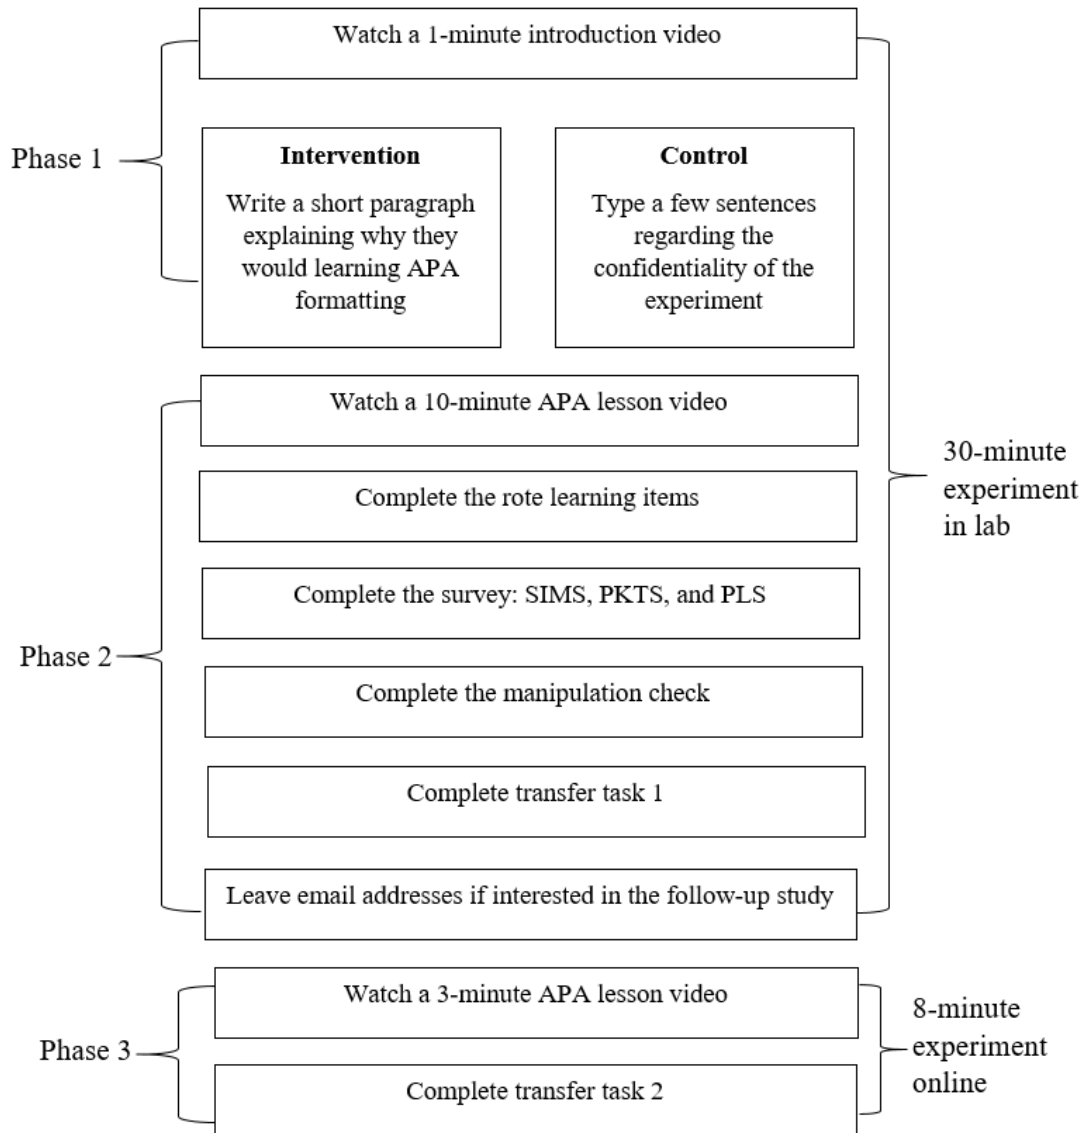 Watch a 1-minute introduction video
Phase 1
Intervention
Write a short paragraph
explaining why they
would learning APA
formatting
Control
Type a few sentences
regarding the
confidentiality of the
experiment
Watch a 10-minute APA lesson video
Complete the rote learning items
30-minute
experiment
in lab
Complete the survey: SIMS, PKTS, and PLS
Phase 2
Complete the manipulation check
Complete transfer task 1
Leave email addresses if interested in the follow-up study
Watch a 3-minute APA lesson video
Phase 3
8-minute
experiment
online
Complete transfer task 2